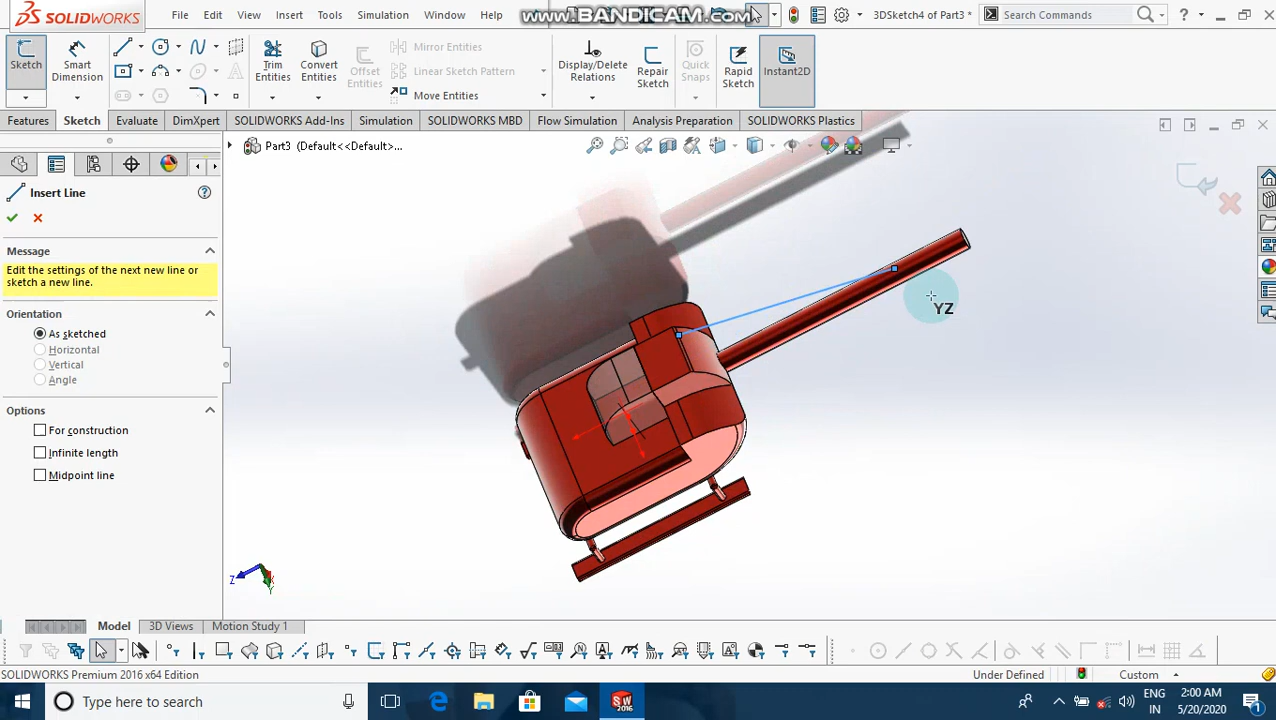 SOLIDWORKS
File
Edit
View
Insert
Tools
Simulation
Window
Help
www.BANDICAM.com
3DSketch4 of Part3 *
Search Commands
?
Sketch
Smart
Dimension
Trim
Entities
Convert
Entities
Offset
Entities
Mirror Entities
Linear Sketch Pattern
Move Entities
Display/Delete
Relations
Repair
Sketch
Quick
Snaps
Rapid
Sketch
Instant2D
Features
Sketch
Evaluate
DimXpert
SOLIDWORKS Add-Ins
Simulation
SOLIDWORKS MBD
Flow Simulation
Analysis Preparation
SOLIDWORKS Plastics
Part3 (Default<<Default>...
Insert Line
Message
Edit the settings of the next new line or
sketch a new line.
Orientation
As sketched
Horizontal
Vertical
Angle
Options
For construction
Infinite length
Midpoint line
YZ
Z
Y
Model
3D Views
Motion Study 1
SOLIDWORKS Premium 2016 x64 Edition
Under Defined
Custom
Type here to search
SW
2016
ENG
IN
2:00 AM
5/20/2020
1